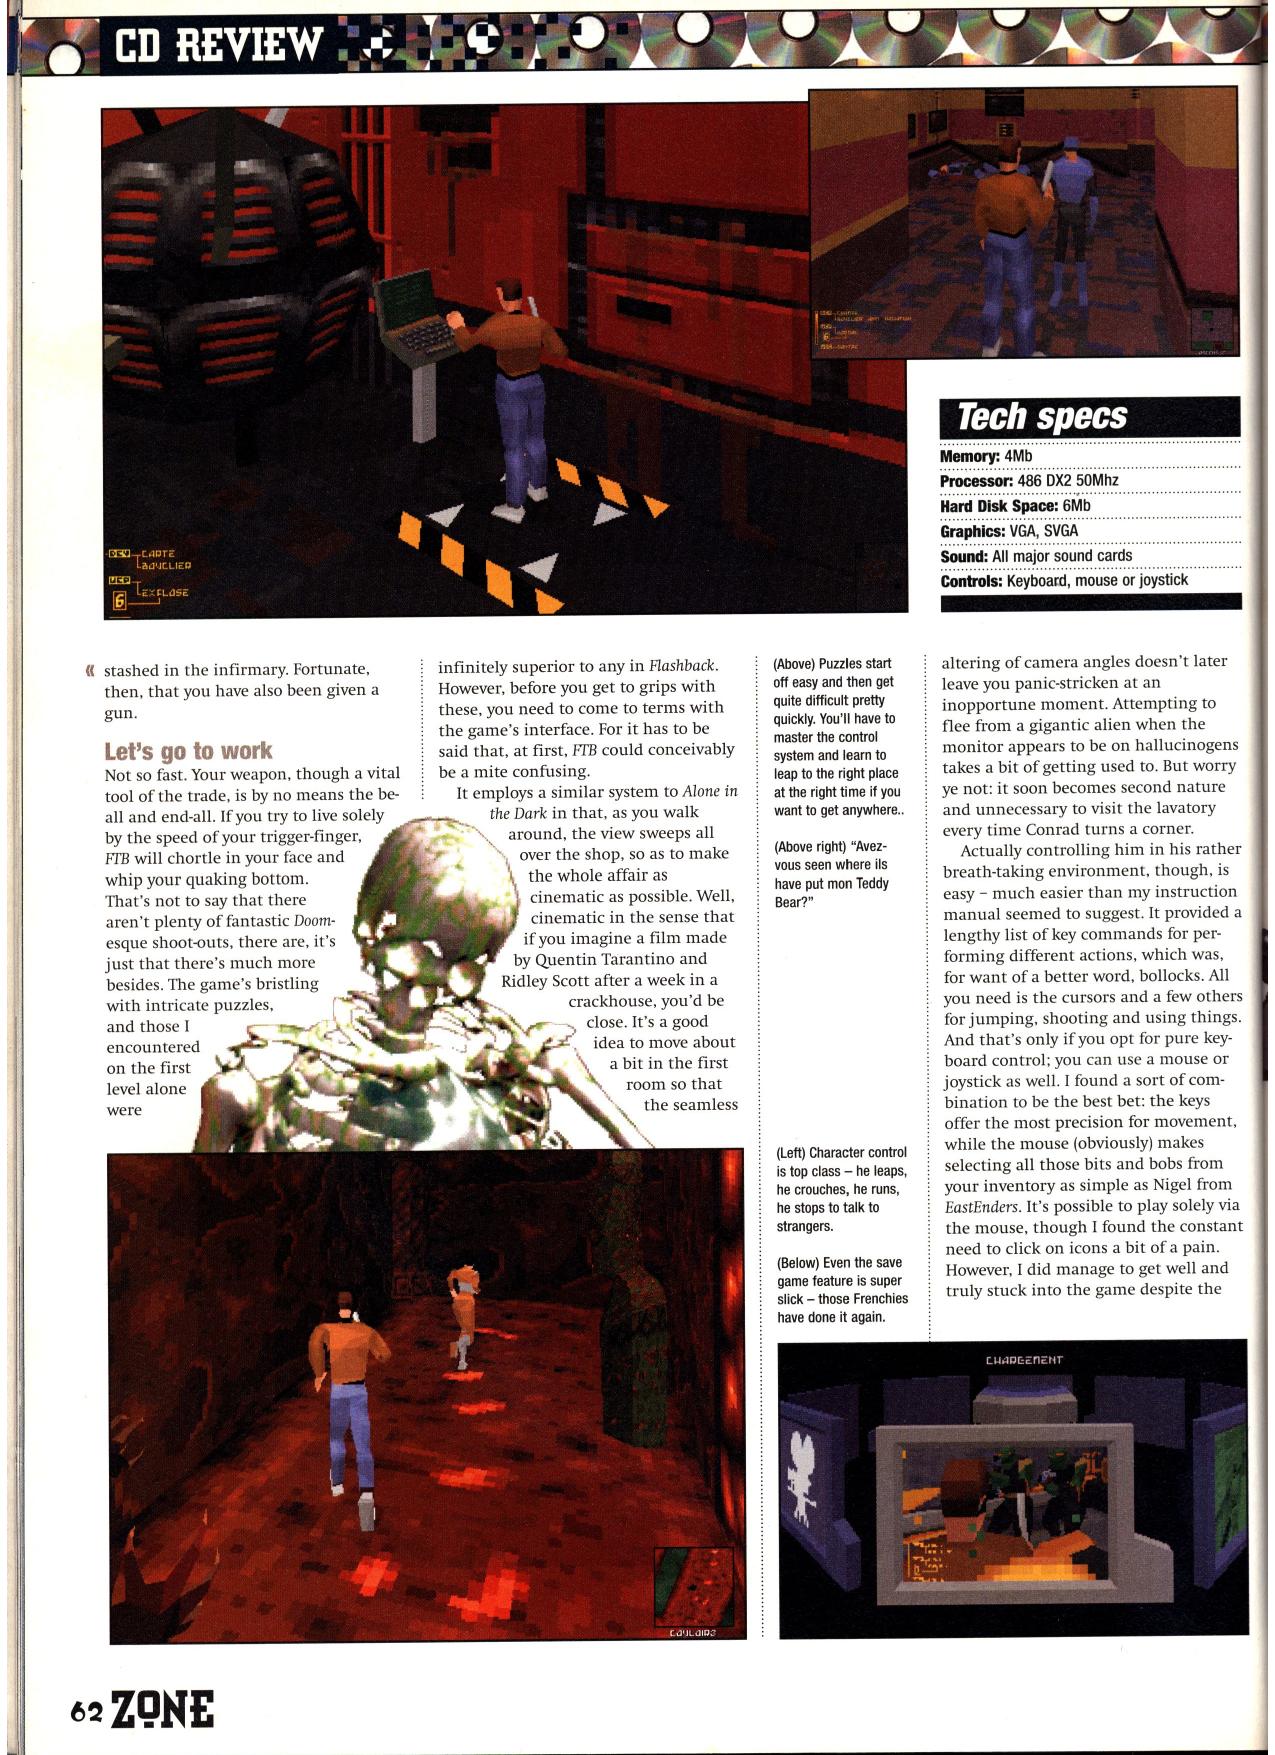 CD REVIEW
DEV CARTE
BOUCLIER
EXPLOSE
6
Tech specs
Memory: 4Mb
Processor: 486 DX2 50Mhz
Hard Disk Space: 6Mb
Graphics: VGA, SVGA
Sound: All major sound cards
Controls: Keyboard, mouse or joystick
« stashed in the infirmary. Fortunate,
then, that you have also been given a
gun.
Let's go to work
Not so fast. Your weapon, though a vital
tool of the trade, is by no means the be-
all and end-all. If you try to live solely
by the speed of your trigger-finger,
FTB will chortle in your face and
whip your quaking bottom.
That's not to say that there
aren't plenty of fantastic Doom-
esque shoot-outs, there are, it's
just that there's much more
besides. The game's bristling
with intricate puzzles,
and those I
encountered
on the first
level alone
were
infinitely superior to any in Flashback.
However, before you get to grips with
these, you need to come to terms with
the game's interface. For it has to be
said that, at first, FTB could conceivably
be a mite confusing.
It employs a similar system to Alone in
the Dark in that, as you walk
around, the view sweeps all
over the shop, so as to make
the whole affair as
cinematic as possible. Well,
cinematic in the sense that
if you imagine a film made
by Quentin Tarantino and
Ridley Scott after a week in a
crackhouse, you'd be
close. It's a good
idea to move about
a bit in the first
room so that
the seamless
(Above) Puzzles start
off easy and then get
quite difficult pretty
quickly. You'll have to
master the control
system and learn to
leap to the right place
at the right time if you
want to get anywhere..
(Above right) "Avez-
vous seen where ils
have put mon Teddy
Bear?"
(Left) Character control
is top class – he leaps,
he crouches, he runs,
he stops to talk to
strangers.
(Below) Even the save
game feature is super
slick – those Frenchies
have done it again.
altering of camera angles doesn't later
leave you panic-stricken at an
inopportune moment. Attempting to
flee from a gigantic alien when the
monitor appears to be on hallucinogens
takes a bit of getting used to. But worry
ye not: it soon becomes second nature
and unnecessary to visit the lavatory
every time Conrad turns a corner.
Actually controlling him in his rather
breath-taking environment, though, is
easy – much easier than my instruction
manual seemed to suggest. It provided a
lengthy list of key commands for per-
forming different actions, which was,
for want of a better word, bollocks. All
you need is the cursors and a few others
for jumping, shooting and using things.
And that's only if you opt for pure key-
board control; you can use a mouse or
joystick as well. I found a sort of com-
bination to be the best bet: the keys
offer the most precision for movement,
while the mouse (obviously) makes
selecting all those bits and bobs from
your inventory as simple as Nigel from
EastEnders. It's possible to play solely via
the mouse, though I found the constant
need to click on icons a bit of a pain.
However, I did manage to get well and
truly stuck into the game despite the
CHARGEMENT
62 ZONE